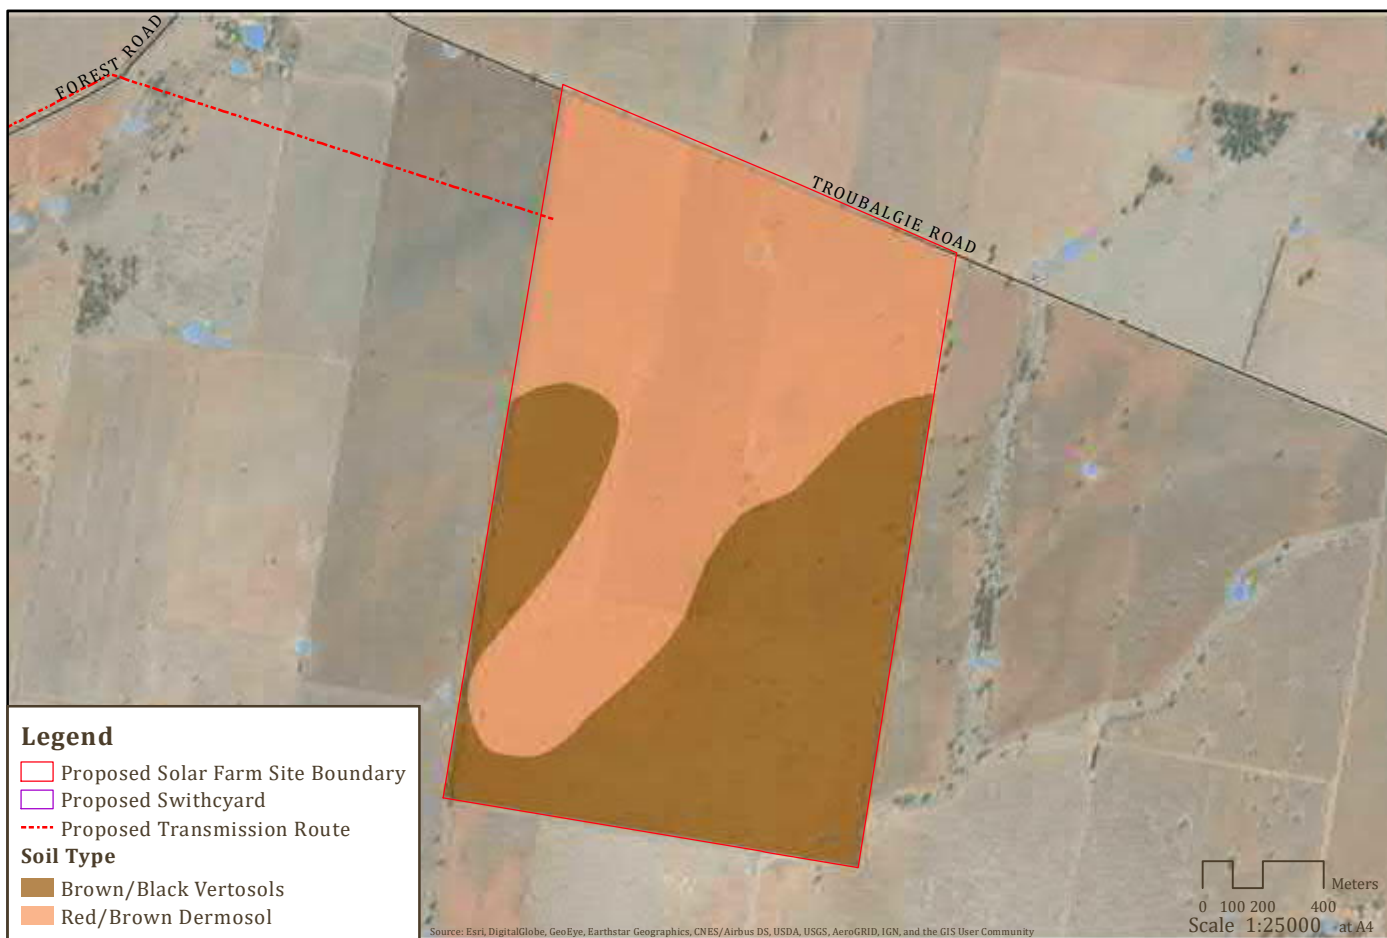 FOREST ROAD
TROUBALGIE ROAD
Legend
Proposed Solar Farm Site Boundary
Proposed Swithcyard
Proposed Transmission Route
Soil Type
Brown/Black Vertosols
Red/Brown Dermosol
Meters
0 100 200 400
Scale 1:25000 at A4
Source: Esri, DigitalGlobe, GeoEye, Earthstar Geographics, CNES/Airbus DS, USDA, USGS, AeroGRID, IGN, and the GIS User Community